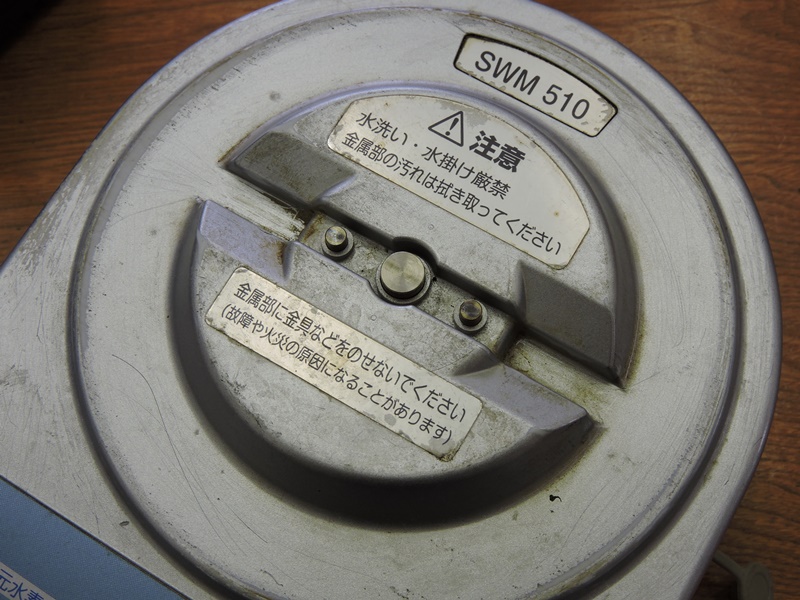 SWM 510
注意
水洗い・水掛け厳禁
金属部の汚れは拭き取ってください
金属部に金具などをのせないでください
(故障や火災の原因になることがあります)
元水素